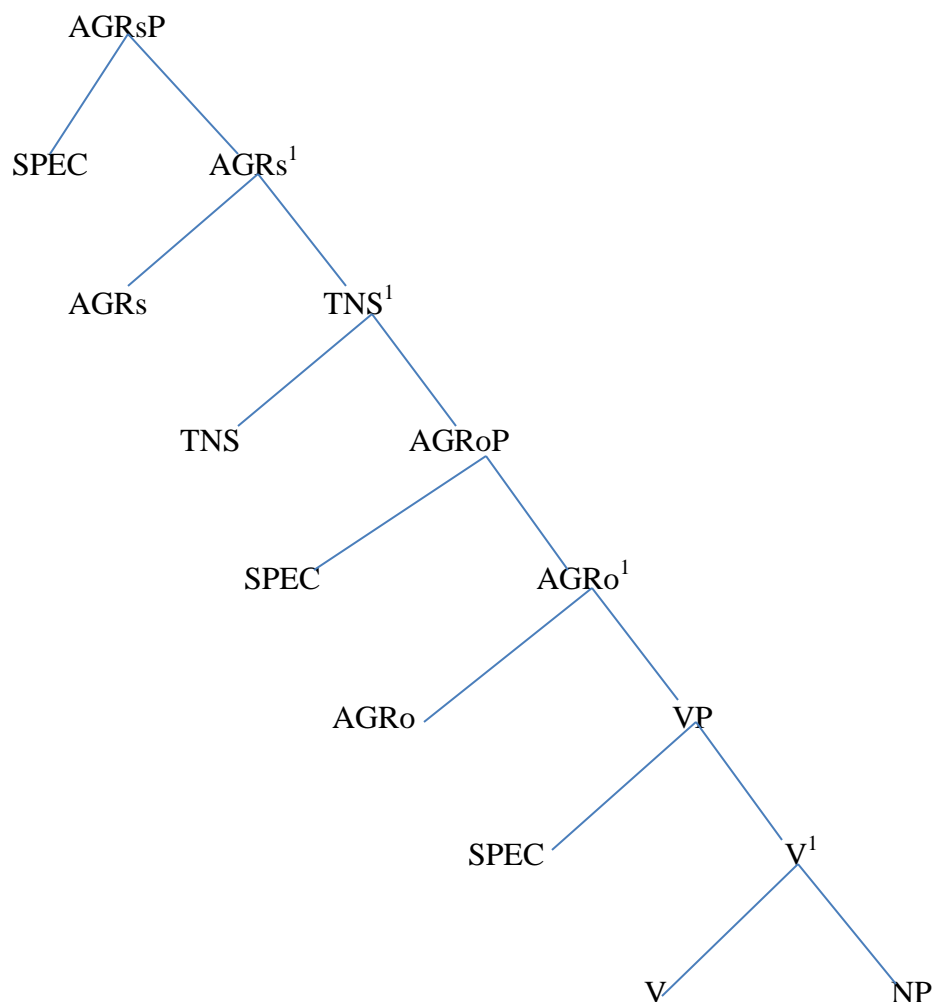 AGRsP
SPEC AGRs¹
AGRs TNS¹
TNS AGRoP
SPEC AGRo¹
AGRo VP
SPEC V¹
V NP